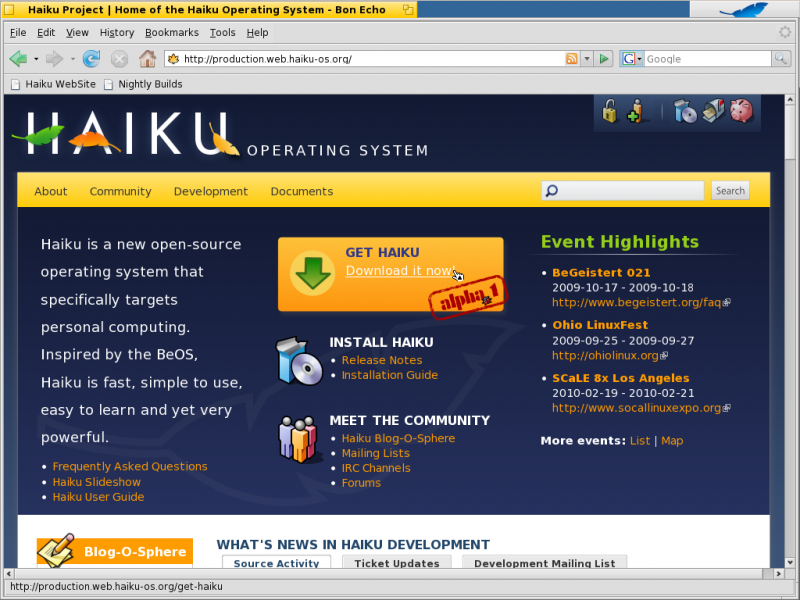 Haiku Project | Home of the Haiku Operating System - Bon Echo
File Edit View History Bookmarks Tools Help
http://production.web.haiku-os.org/
Google
Haiku WebSite Nightly Builds
HAIKU OPERATING SYSTEM
About Community Development Documents
Search
Haiku is a new open-source
operating system that
specifically targets
personal computing.
Inspired by the BeOS,
Haiku is fast, simple to use,
easy to learn and yet very
powerful.
• Frequently Asked Questions
• Haiku Slideshow
• Haiku User Guide
GET HAIKU
Download it now!
alpha 1
INSTALL HAIKU
• Release Notes
• Installation Guide
MEET THE COMMUNITY
• Haiku Blog-O-Sphere
• Mailing Lists
• IRC Channels
• Forums
Event Highlights
• BeGeistert 021
2009-10-17 - 2009-10-18
http://www.begeistert.org/faqs
• Ohio LinuxFest
2009-09-25 - 2009-09-27
http://ohiolinux.org
• SCaLE 8x Los Angeles
2010-02-19 - 2010-02-21
http://www.socallinuxexpo.org
More events: List | Map
Blog-O-Sphere
WHAT'S NEWS IN HAIKU DEVELOPMENT
Source Activity Ticket Updates Development Mailing List
http://production.web.haiku-os.org/get-haiku